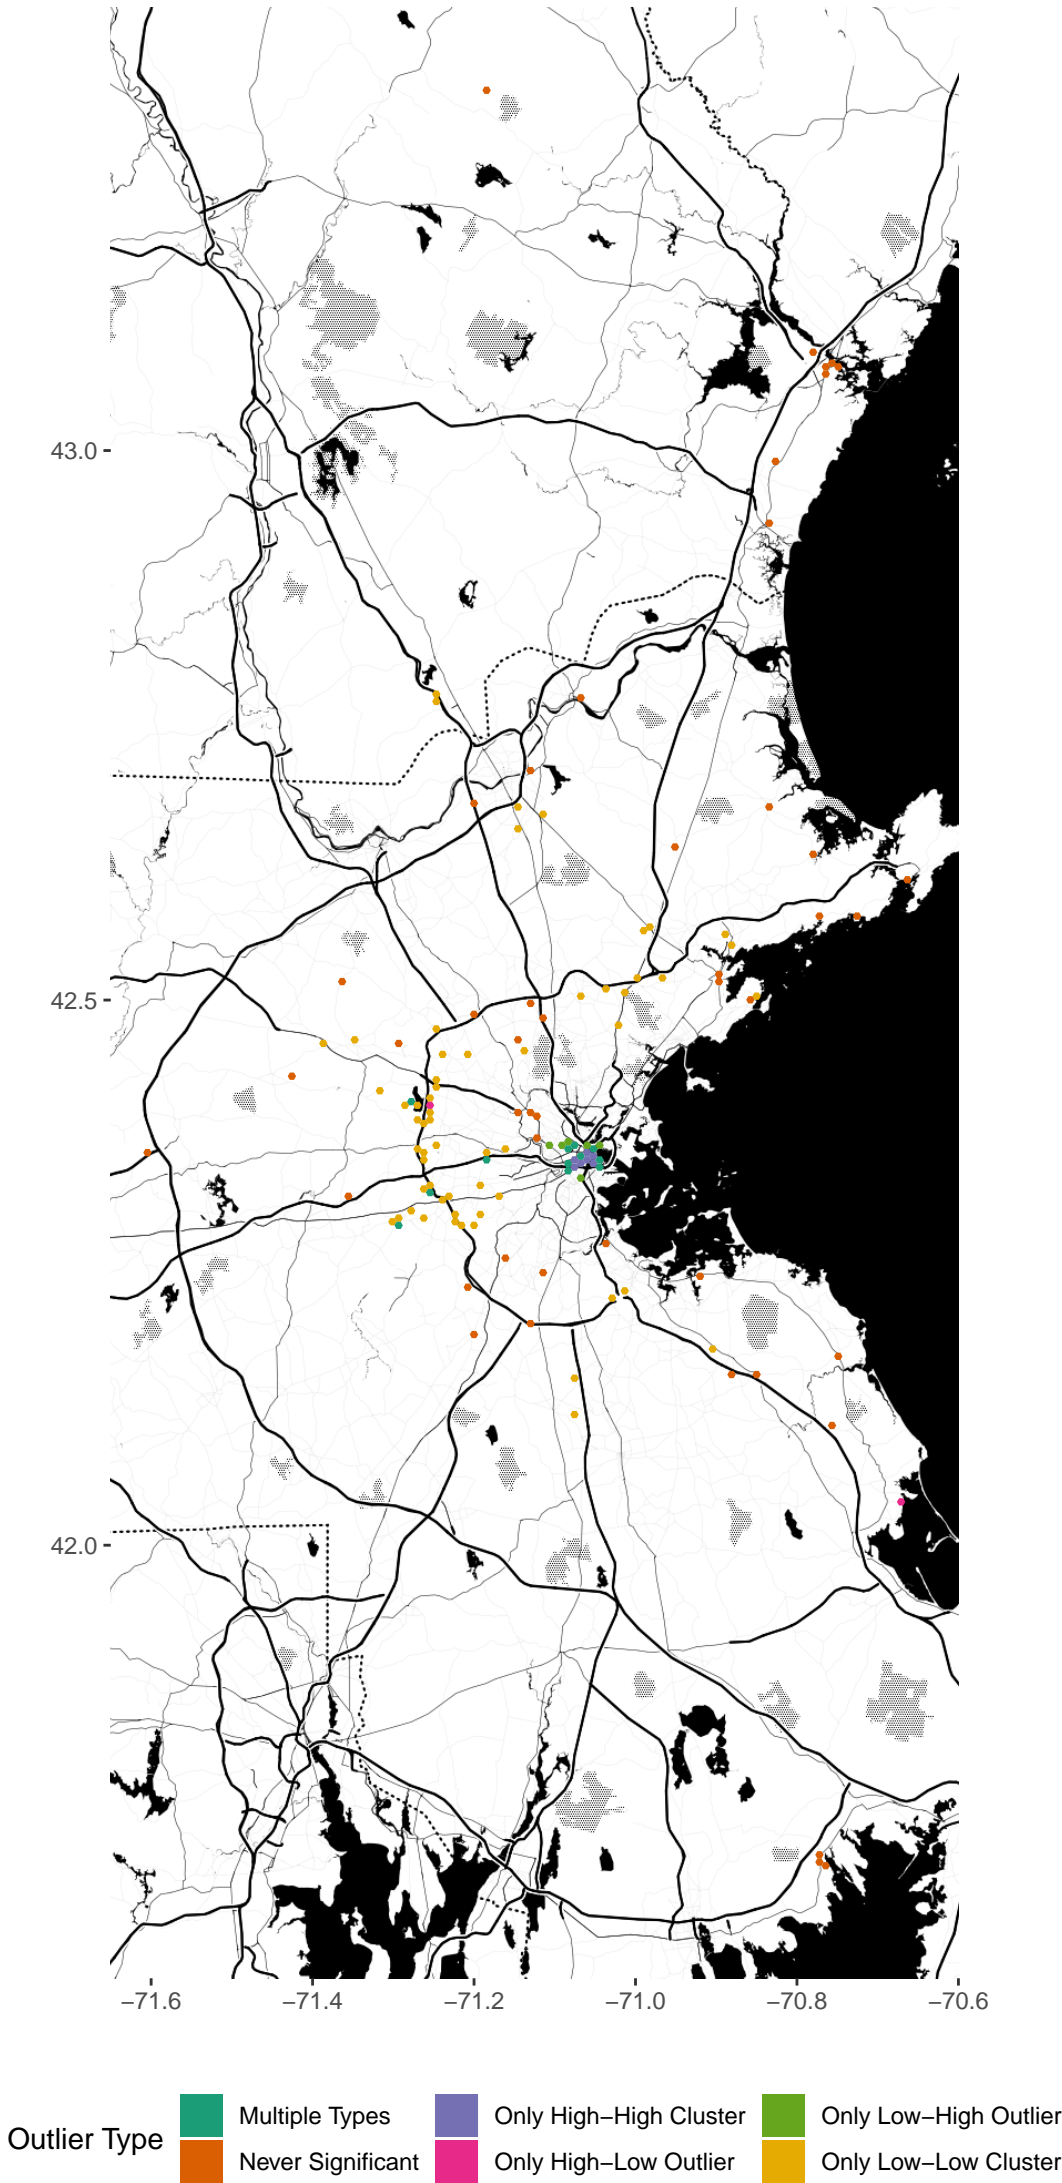 43.0
42.5
42.0
−71.6 −71.4 −71.2 −71.0 −70.8 −70.6
Outlier Type
Multiple Types Only High−High Cluster Only Low−High Outlier
Never Significant Only High−Low Outlier Only Low−Low Cluster